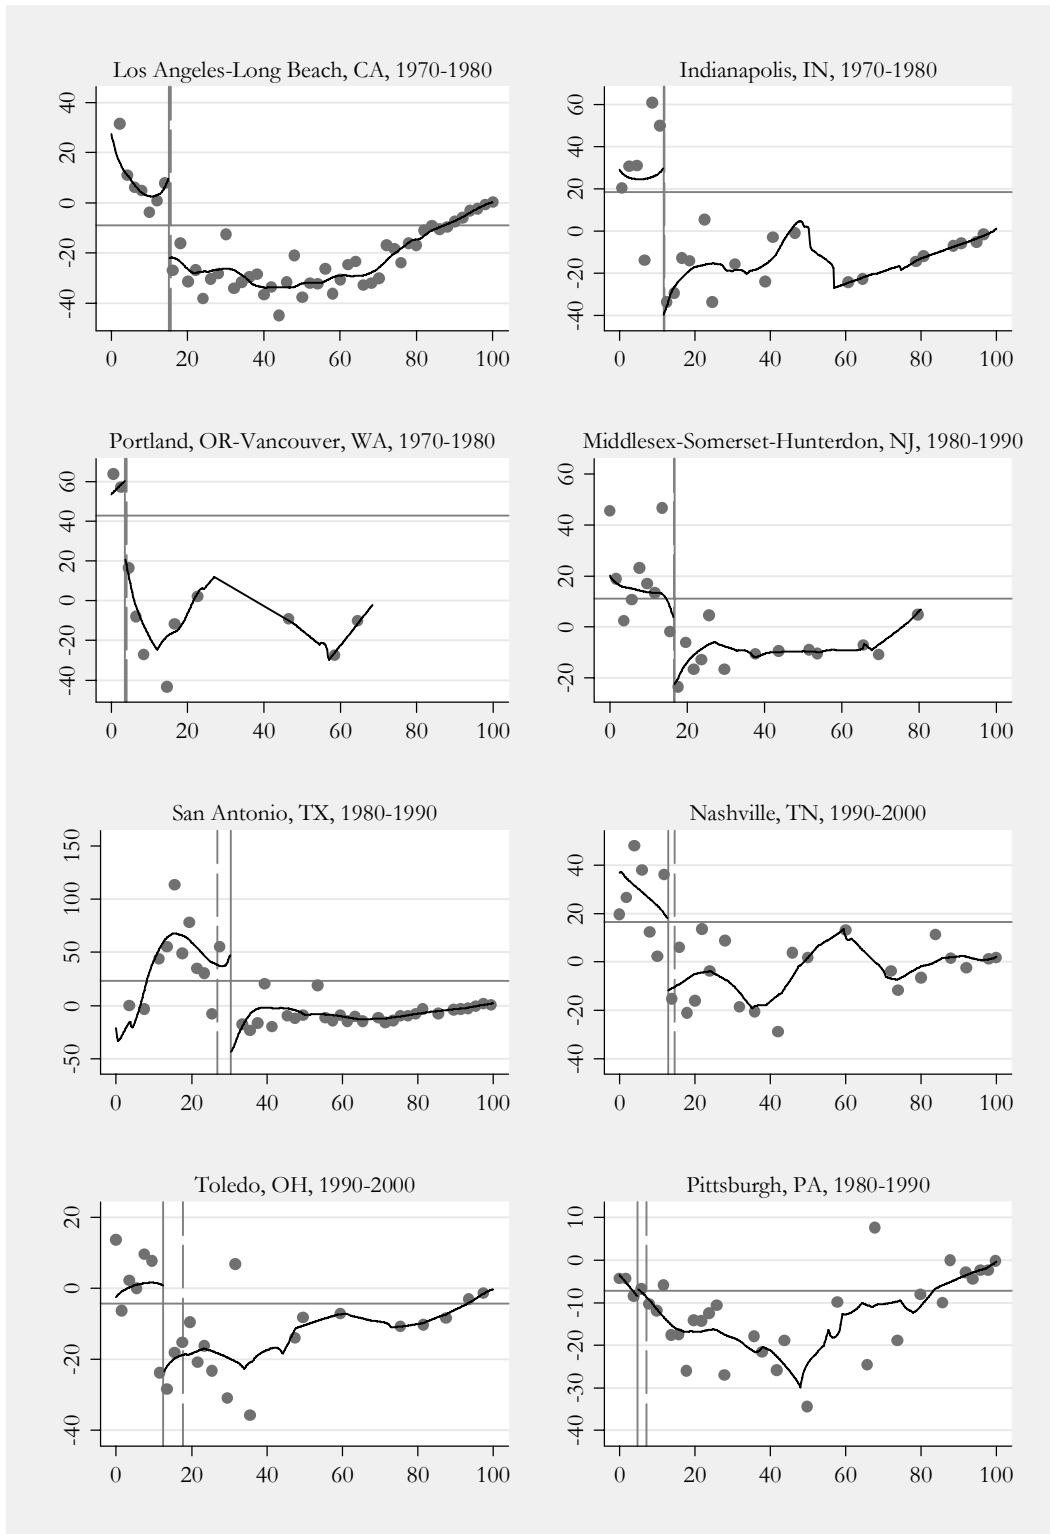 Los Angeles-Long Beach, CA, 1970-1980
40
20
0
-20
-40
0 20 40 60 80 100
Indianapolis, IN, 1970-1980
60
40
20
0
-20
-40
0 20 40 60 80 100
Portland, OR-Vancouver, WA, 1970-1980
60
40
20
0
-20
-40
0 20 40 60 80 100
Middlesex-Somerset-Hunterdon, NJ, 1980-1990
60
40
20
0
-20
0 20 40 60 80 100
San Antonio, TX, 1980-1990
150
100
50
0
-50
0 20 40 60 80 100
Nashville, TN, 1990-2000
40
20
0
-20
-40
0 20 40 60 80 100
Toledo, OH, 1990-2000
20
0
-20
-40
0 20 40 60 80 100
Pittsburgh, PA, 1980-1990
10
0
-10
-20
-30
-40
0 20 40 60 80 100